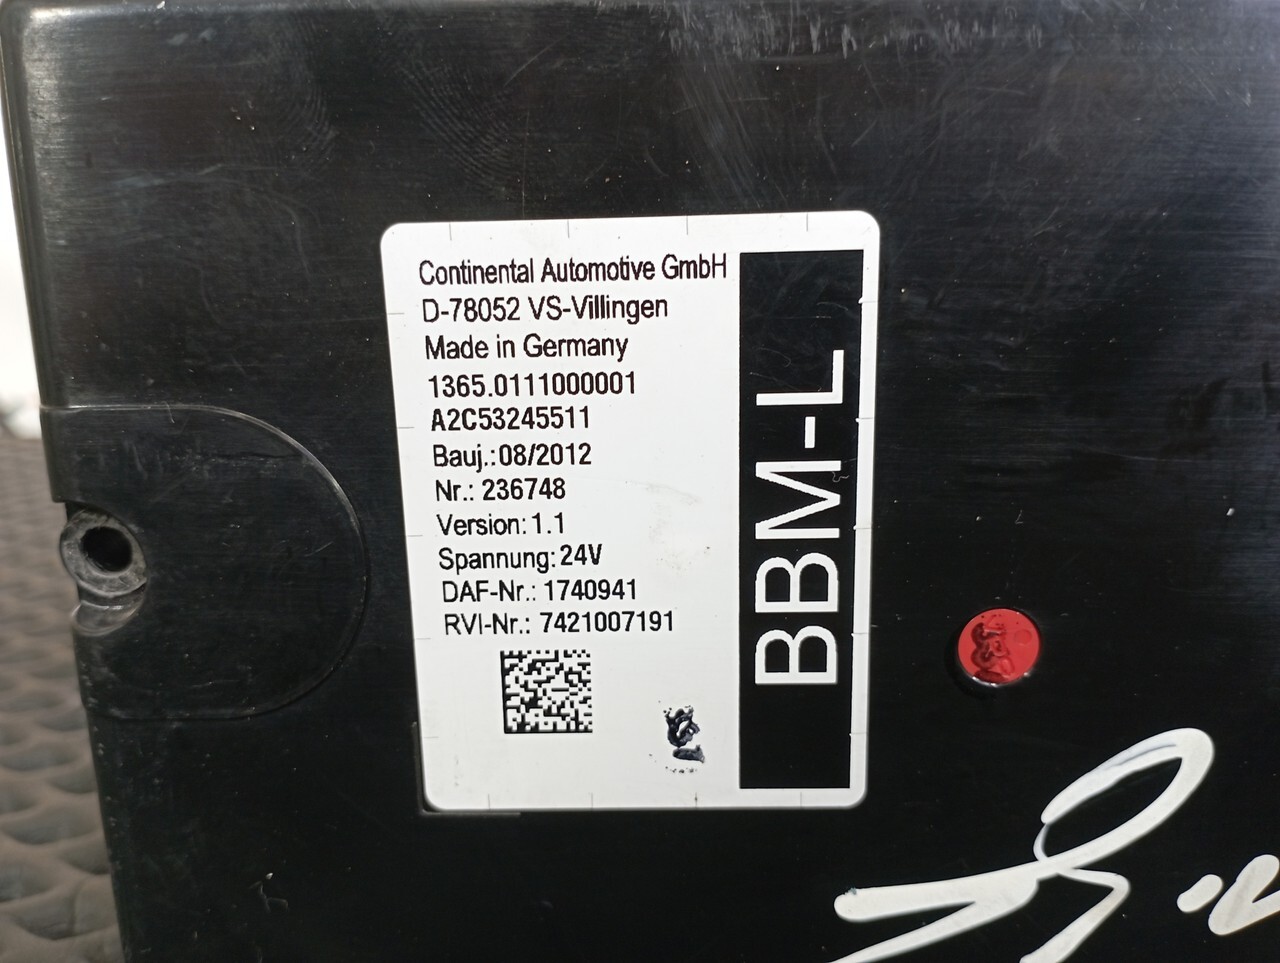 Continental Automotive GmbH
D-78052 VS-Villingen
Made in Germany
1365.0111000001
A2C53245511
Bauj.:08/2012
Nr.: 236748
Version: 1.1
Spannung: 24V
DAF-Nr.: 1740941
RVI-Nr.: 7421007191
BBM-L